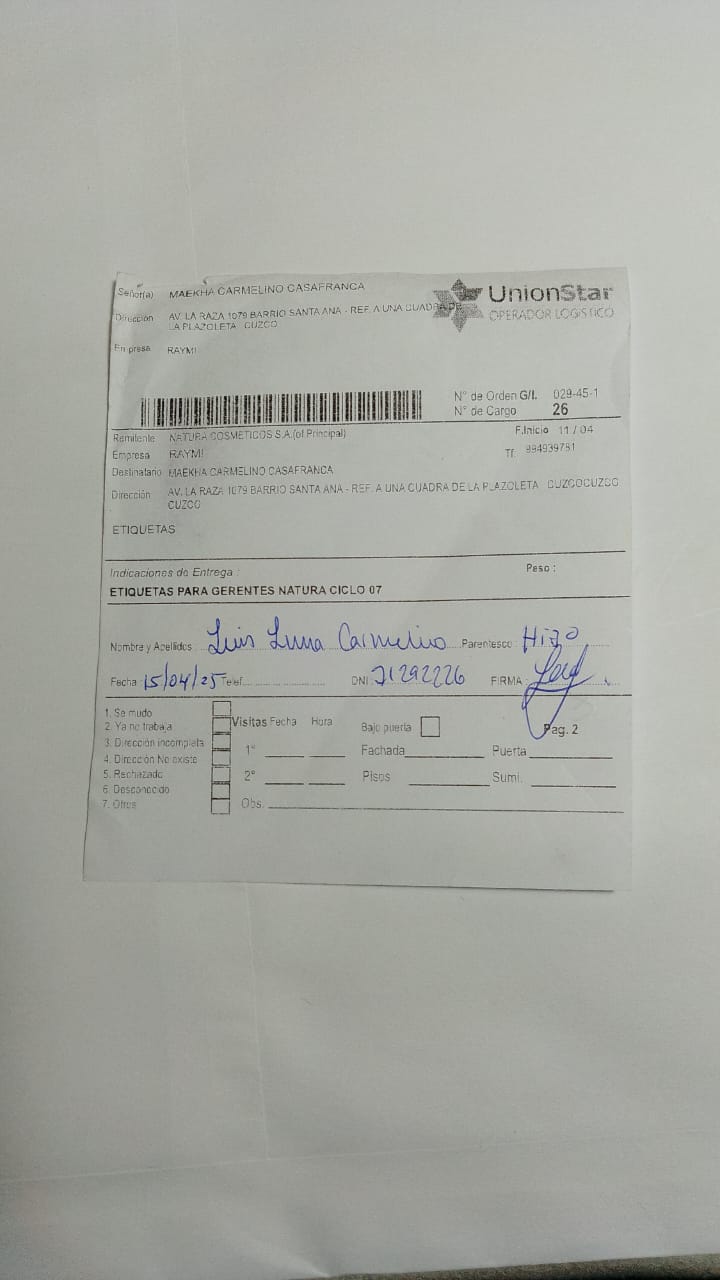 Señor(a) MAEKHA CARMELINO CASAFRANCA
UnionStar
OPERADOR LOGISTICO
Dirección AV. LA RAZA 1079 BARRIO SANTA ANA - REF. A UNA CUADRA DE
LA PLAZOLETA CUZCO
Empresa RAYMI
N° de Orden G/I. 029-45-1
N° de Cargo 26
Remitente NATURA COSMETICOS S.A.(of Principal) F.Inicio 11 / 04
Empresa RAYMI Tf. 984939751
Destinatario MAEKHA CARMELINO CASAFRANCA
Dirección AV. LA RAZA 1079 BARRIO SANTA ANA - REF. A UNA CUADRA DE LA PLAZOLETA CUZCOCUZCO
CUZCO
ETIQUETAS
Indicaciones de Entrega : Peso :
ETIQUETAS PARA GERENTES NATURA CICLO 07
Nombre y Apellidos Luis Luna Carmelino Parentesco Hijo
Fecha 15/04/25 Telef. DNI 71292226 FIRMA
1. Se mudo
2. Ya no trabaja
3. Dirección incompleta
4. Dirección No existe
5. Rechazado
6. Desconocido
7. Otros
Visitas Fecha Hora Bajo puerta Pag. 2
1° Fachada Puerta
2° Pisos Sumi.
Obs.